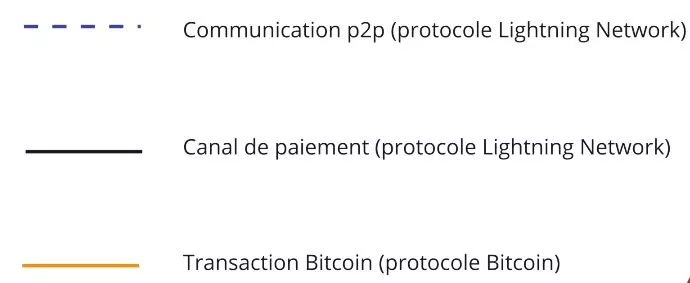 Communication p2p (protocole Lightning Network)
Canal de paiement (protocole Lightning Network)
Transaction Bitcoin (protocole Bitcoin)